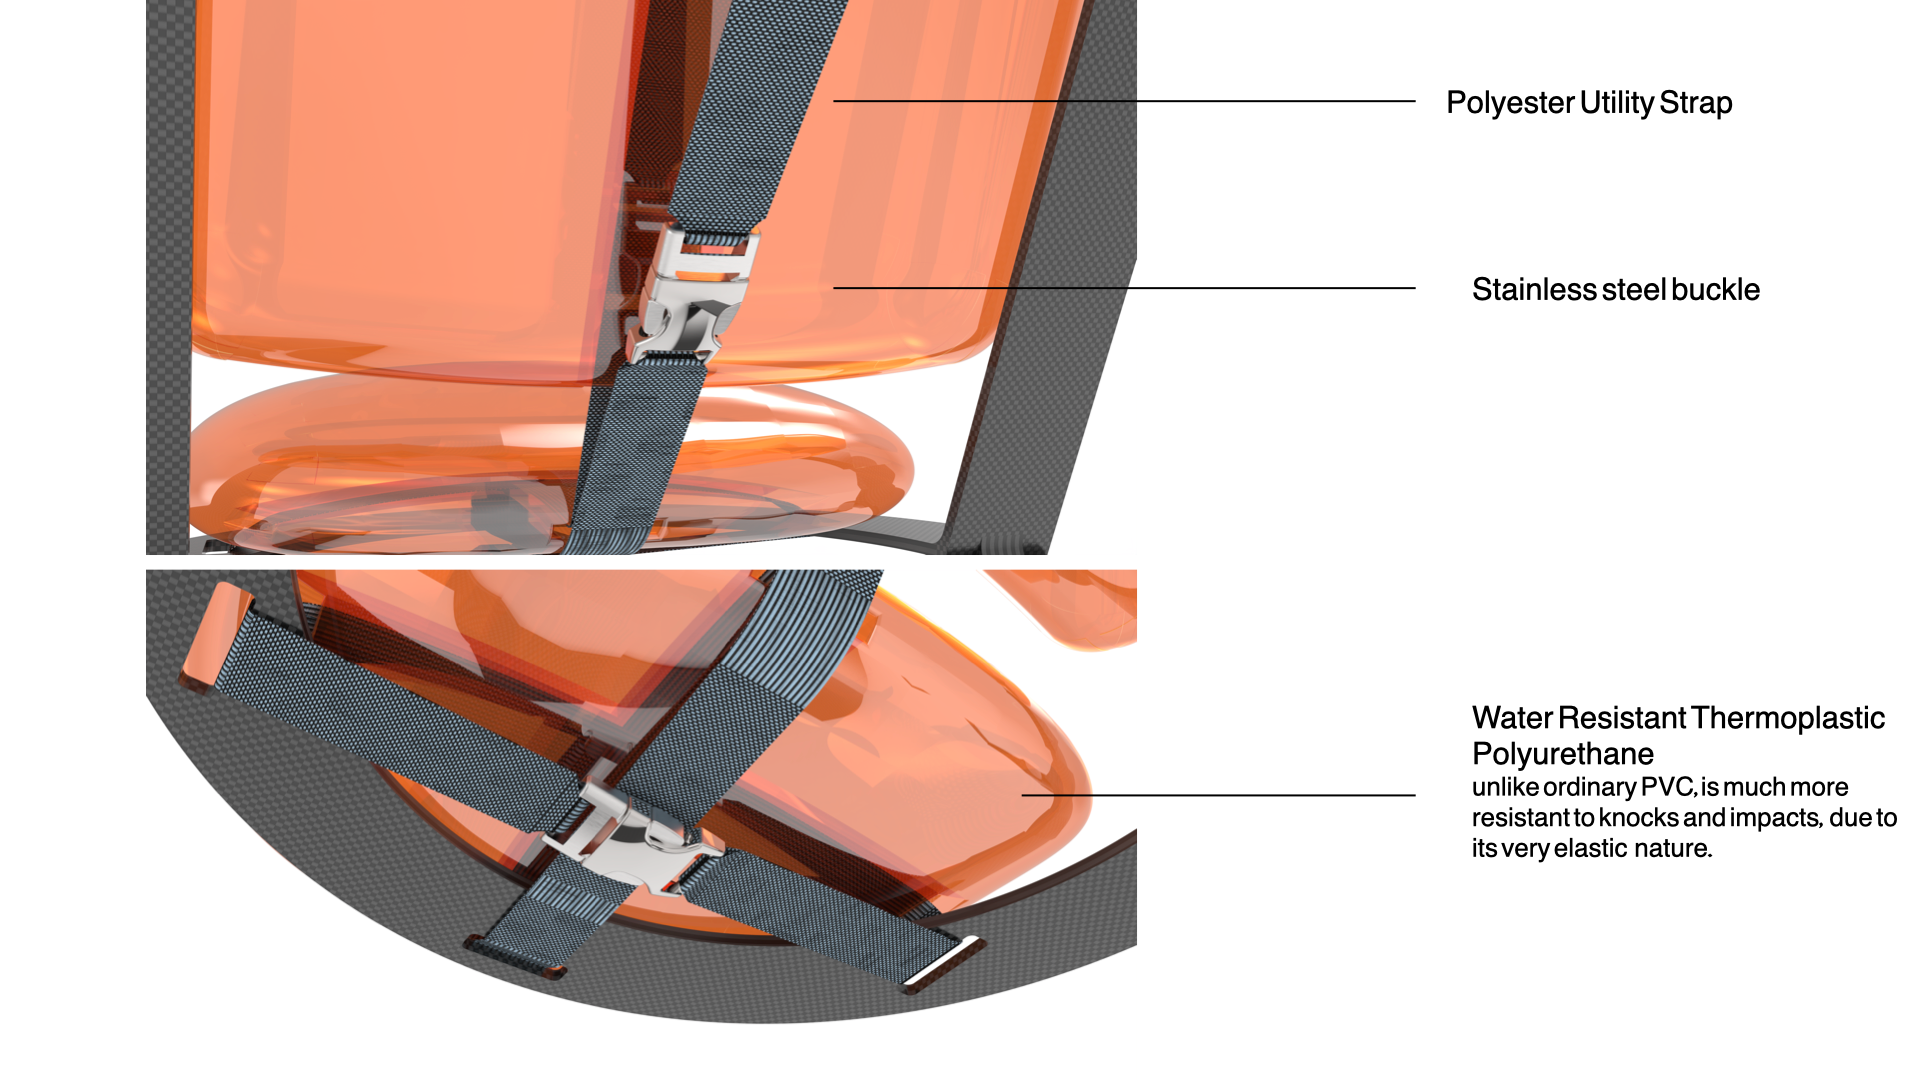 Polyester Utility Strap
Stainless steel buckle
Water Resistant Thermoplastic
Polyurethane
unlike ordinary PVC, is much more
resistant to knocks and impacts, due to
its very elastic nature.